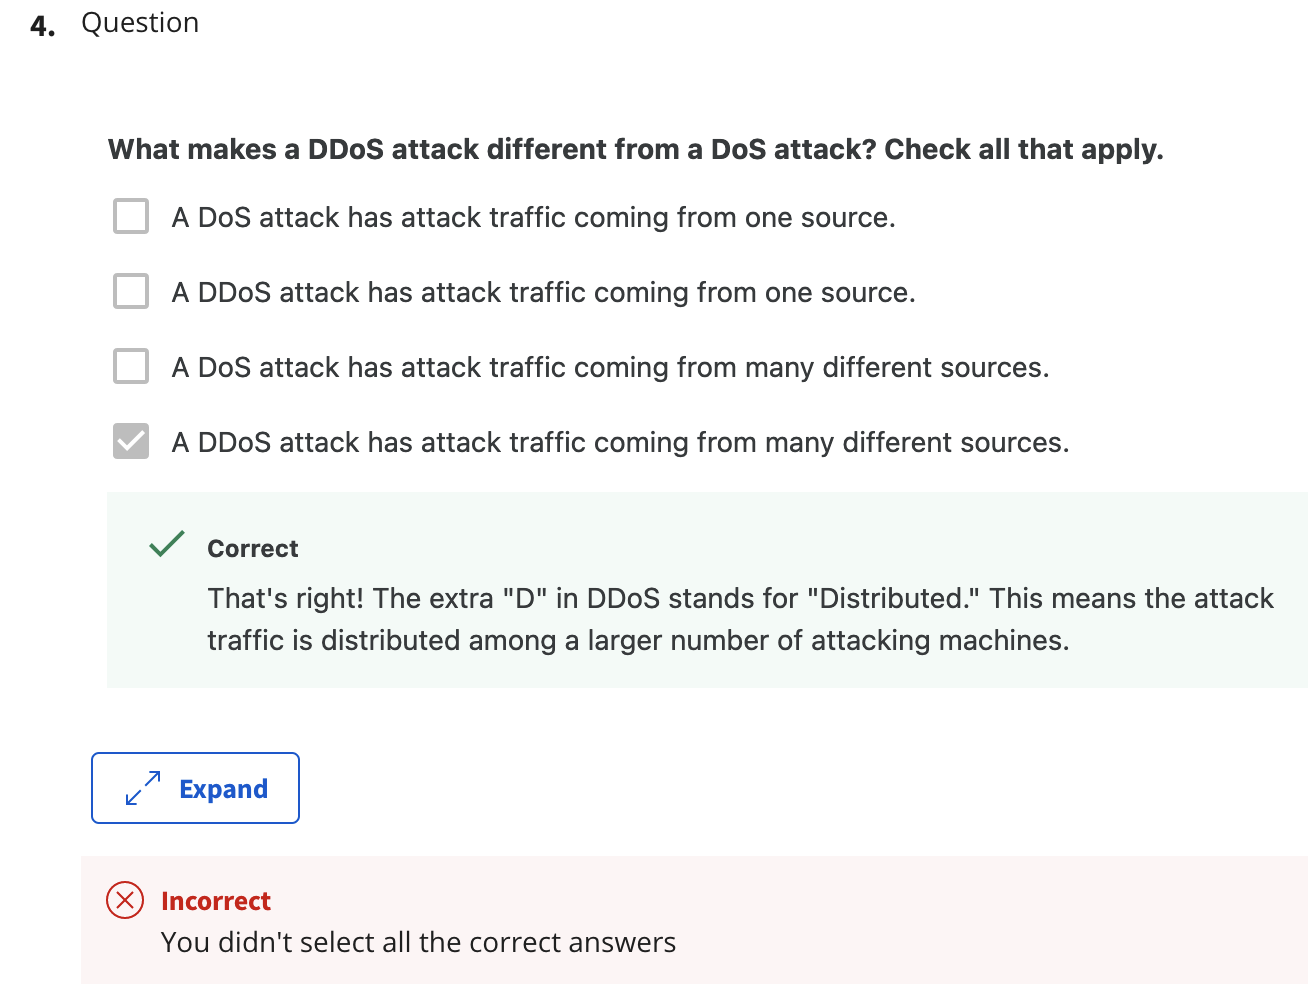 4. Question
What makes a DDoS attack different from a DoS attack? Check all that apply.
A DoS attack has attack traffic coming from one source.
A DDoS attack has attack traffic coming from one source.
A DoS attack has attack traffic coming from many different sources.
A DDoS attack has attack traffic coming from many different sources.
Correct
That's right! The extra "D" in DDoS stands for "Distributed." This means the attack
traffic is distributed among a larger number of attacking machines.
Expand
Incorrect
You didn't select all the correct answers